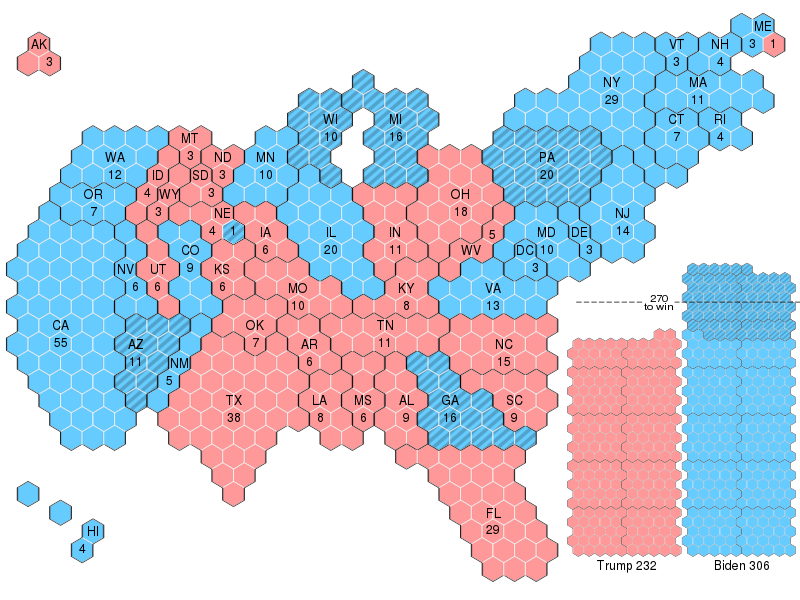 ME
3 1
AK
3
VT
3
NH
4
NY
29
MA
11
CT
7
RI
4
WI
10
MI
16
MT
3
WA
12
ID
4
ND
3
SD
3
MN
10
PA
20
OR
7
WY
3
OH
18
NE
4 1
IA
6
IL
20
IN
11
WV
5
MD
10
DE
3
DC
3
NJ
14
NV
6
UT
6
CO
9
KS
6
MO
10
KY
8
VA
13
270
to win
CA
55
AZ
11
NM
5
OK
7
AR
6
TN
11
NC
15
TX
38
LA
8
MS
6
AL
9
GA
16
SC
9
HI
4
FL
29
Trump 232
Biden 306